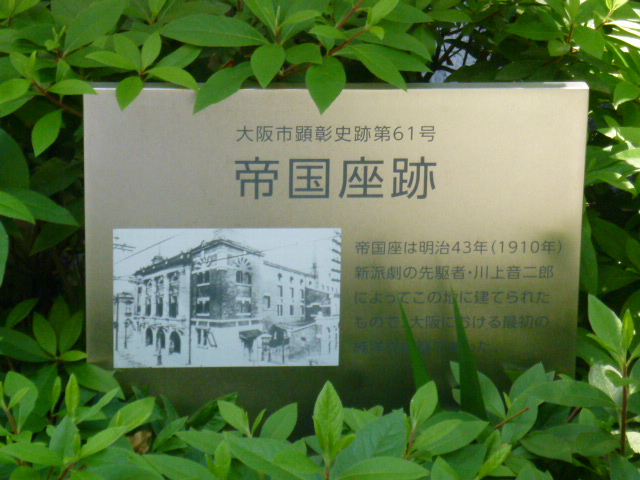 大阪市顕彰史跡第61号
帝国座跡
帝国座は明治43年(1910年)
新派劇の先駆者・川上音二郎
によってこの地に建てられた
もので、大阪における最初の
純洋